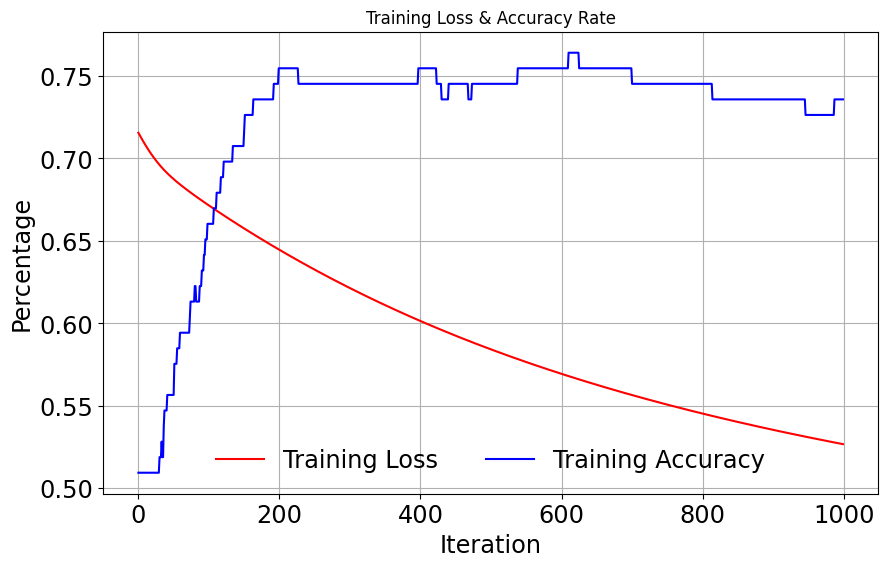 Training Loss & Accuracy Rate
0.75
0.70
0.65
0.60
0.55
0.50
Percentage
Training Loss Training Accuracy
0 200 400 600 800 1000
Iteration